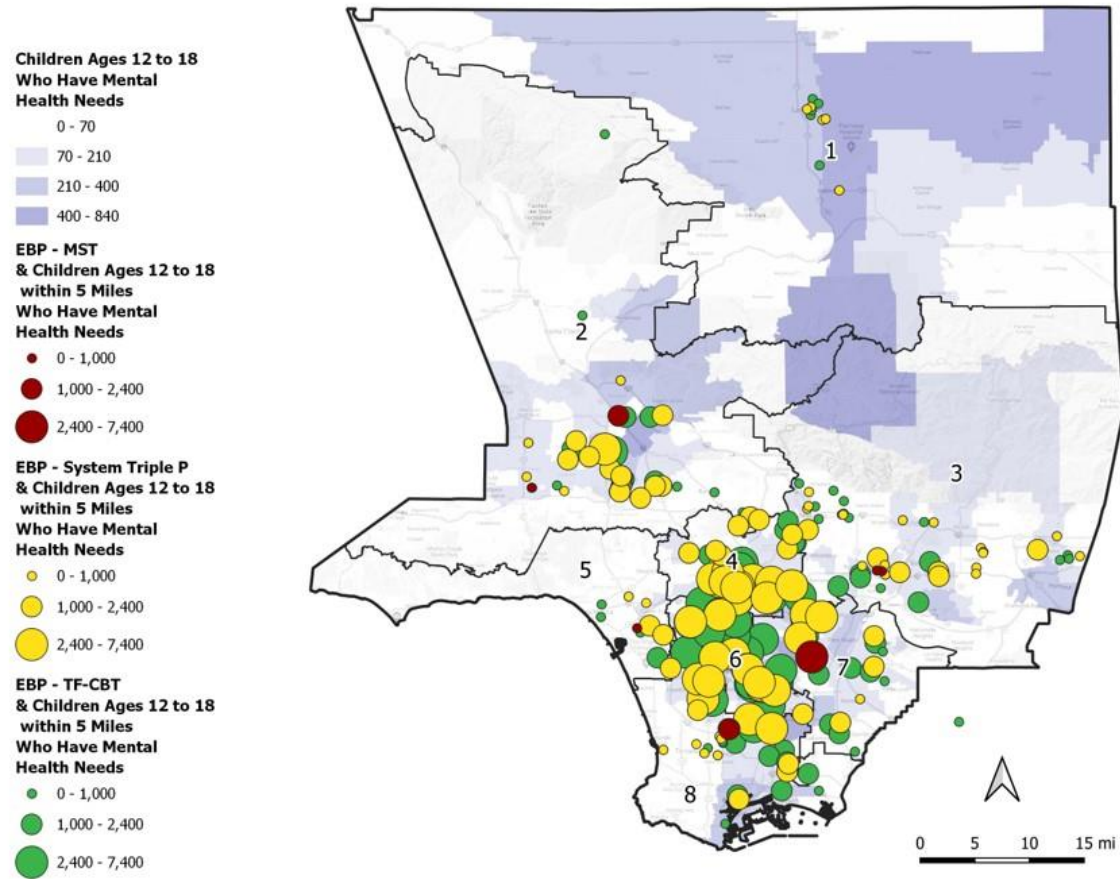 Children Ages 12 to 18
Who Have Mental
Health Needs
0 - 70
70 - 210
210 - 400
400 - 840
EBP - MST
& Children Ages 12 to 18
within 5 Miles
Who Have Mental
Health Needs
0 - 1,000
1,000 - 2,400
2,400 - 7,400
EBP - System Triple P
& Children Ages 12 to 18
within 5 Miles
Who Have Mental
Health Needs
0 - 1,000
1,000 - 2,400
2,400 - 7,400
EBP - TF-CBT
& Children Ages 12 to 18
within 5 Miles
Who Have Mental
Health Needs
0 - 1,000
1,000 - 2,400
2,400 - 7,400
1
2
3
4
5
6
7
8
0 5 10 15 mi